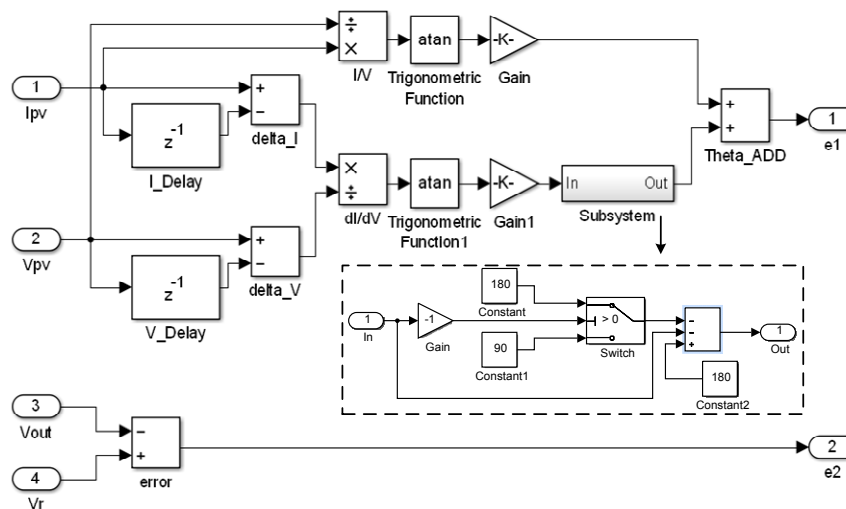 ÷
×
I/V
atan
Trigonometric
Function
-K-
Gain
1
Ipv
z-1
I_Delay
+
−
delta_I
×
÷
dI/dV
atan
Trigonometric
Function1
-K-
Gain1
In Out
Subsystem
+
+
Theta_ADD
1
e1
2
Vpv
z-1
V_Delay
+
−
delta_V
1
In
-1
Gain
180
Constant
90
Constant1
> 0
Switch
-
-
+
180
Constant2
1
Out
3
Vout
4
Vr
−
+
error
2
e2